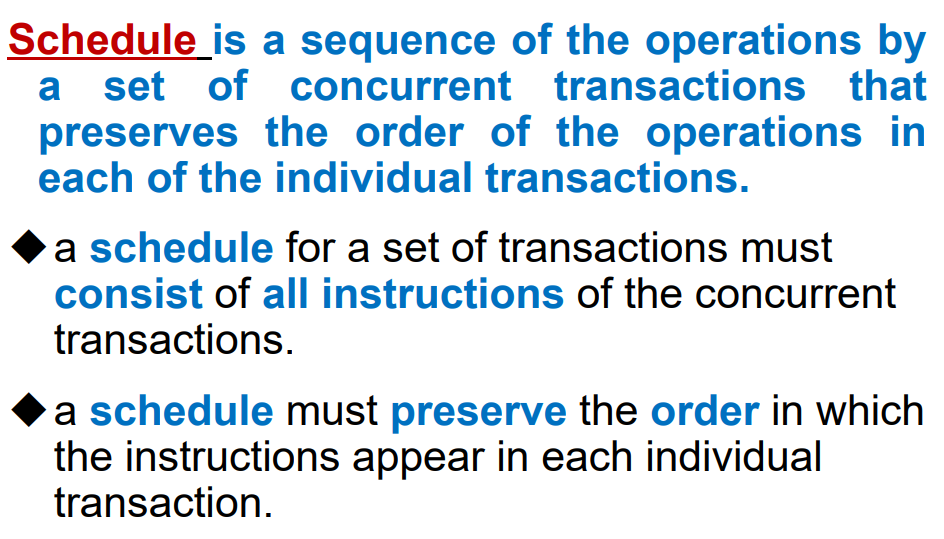 Schedule is a sequence of the operations by
a set of concurrent transactions that
preserves the order of the operations in
each of the individual transactions.
◆ a schedule for a set of transactions must
consist of all instructions of the concurrent
transactions.
◆ a schedule must preserve the order in which
the instructions appear in each individual
transaction.